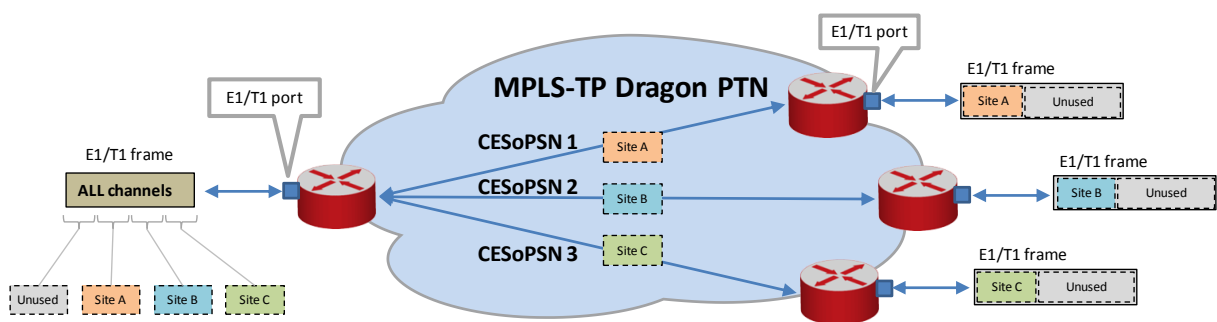 E1/T1 port
MPLS-TP Dragon PTN
E1/T1 port
E1/T1 frame
Site A
Unused
CESoPSN 1
Site A
E1/T1 frame
ALL channels
CESoPSN 2
Site B
E1/T1 frame
Site B
Unused
CESoPSN 3
Site C
E1/T1 frame
Site C
Unused
Unused
Site A
Site B
Site C